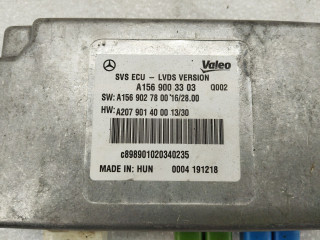 Valeo
SVS ECU - LVDS VERSION
A156 900 33 03 Q002
SW: A156 902 78 00 16/28.00
HW: A207 901 40 00 13/30
c898901020340235
MADE IN: HUN 0004 191218